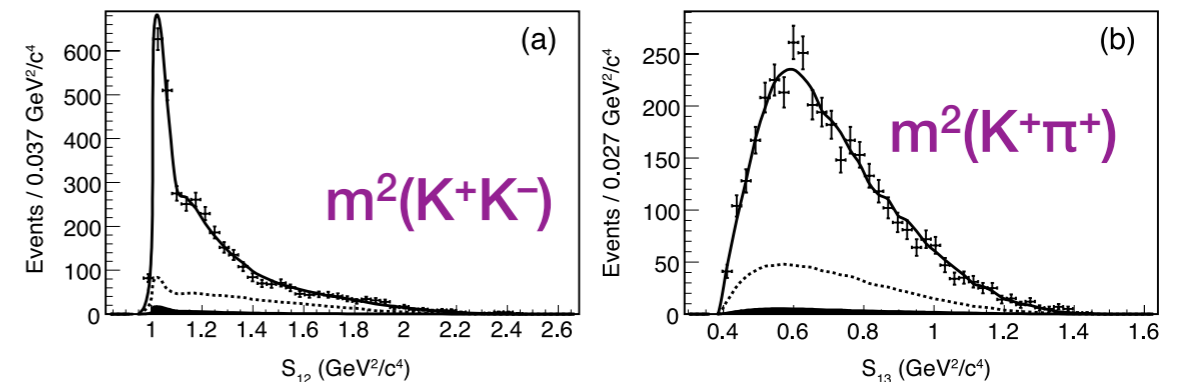 (a)
Events / 0.037 GeV²/c⁴
600
500
400
300
200
100
0
m²(K⁺K⁻)
1 1.2 1.4 1.6 1.8 2 2.2 2.4 2.6
S₁₂ (GeV²/c⁴)
(b)
Events / 0.027 GeV²/c⁴
250
200
150
100
50
0
m²(K⁺π⁺)
0.4 0.6 0.8 1 1.2 1.4 1.6
S₁₃ (GeV²/c⁴)